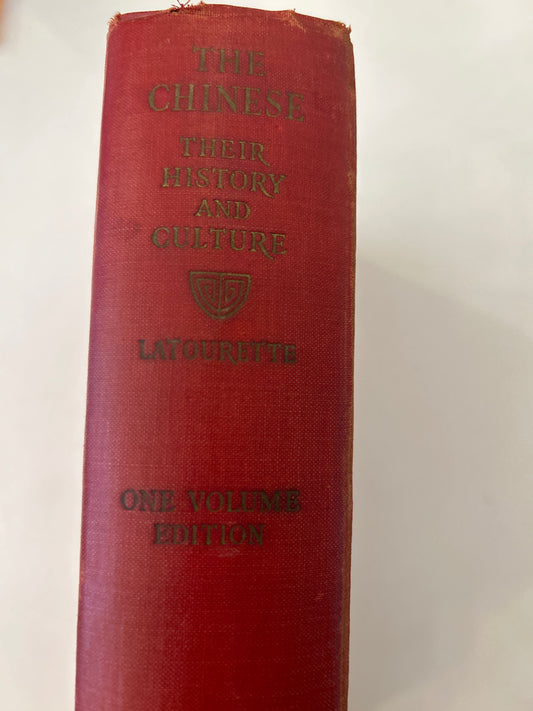 THE
CHINESE
THEIR
HISTORY
AND
CULTURE
LATOURETTE
ONE VOLUME
EDITION